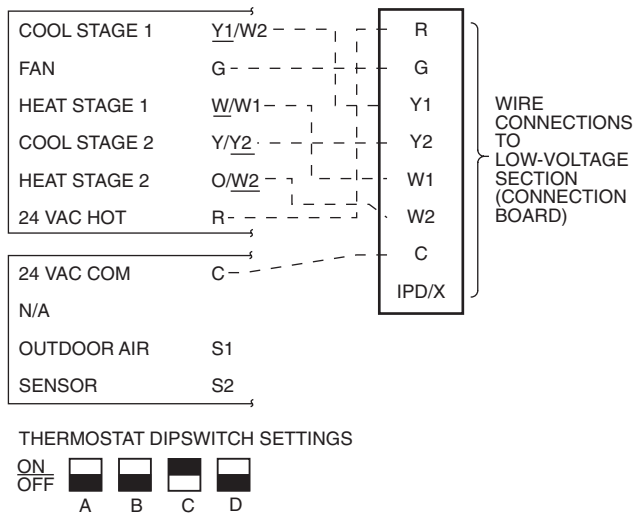 COOL STAGE 1 Y1/W2 R
FAN G G
HEAT STAGE 1 W/W1 Y1
COOL STAGE 2 Y/Y2 Y2
HEAT STAGE 2 O/W2 W1
24 VAC HOT R W2
24 VAC COM C C
N/A IPD/X
OUTDOOR AIR S1
SENSOR S2
WIRE
CONNECTIONS
TO
LOW-VOLTAGE
SECTION
(CONNECTION
BOARD)
THERMOSTAT DIPSWITCH SETTINGS
ON
OFF
A B C D